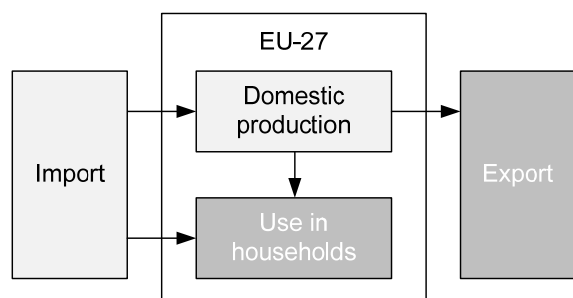 EU-27
Domestic
production
Import
Export
Use in
households